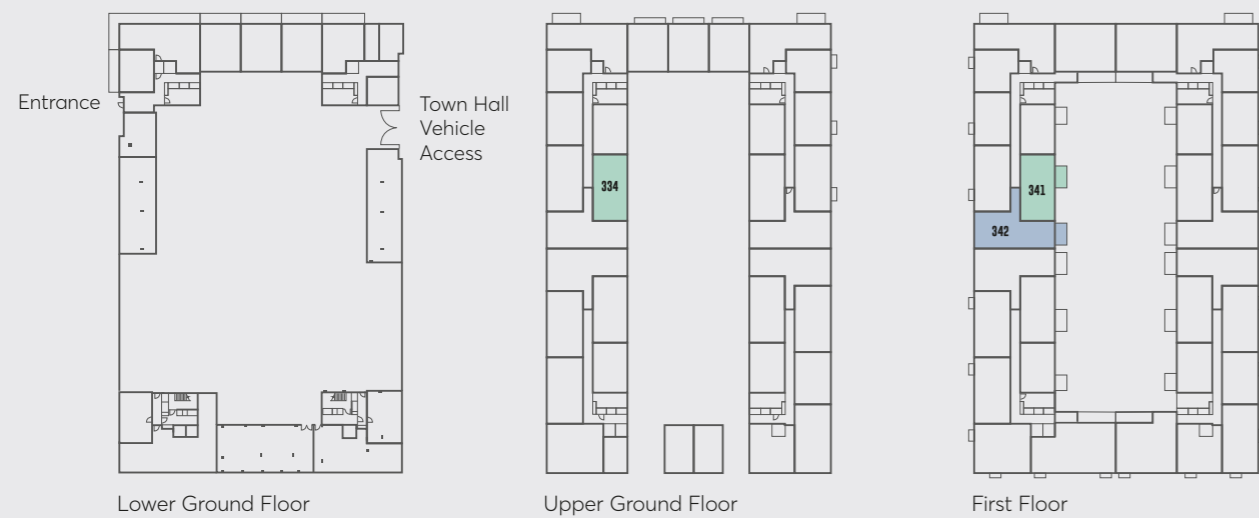 Entrance
Town Hall
Vehicle
Access
334
341
342
Lower Ground Floor
Upper Ground Floor
First Floor